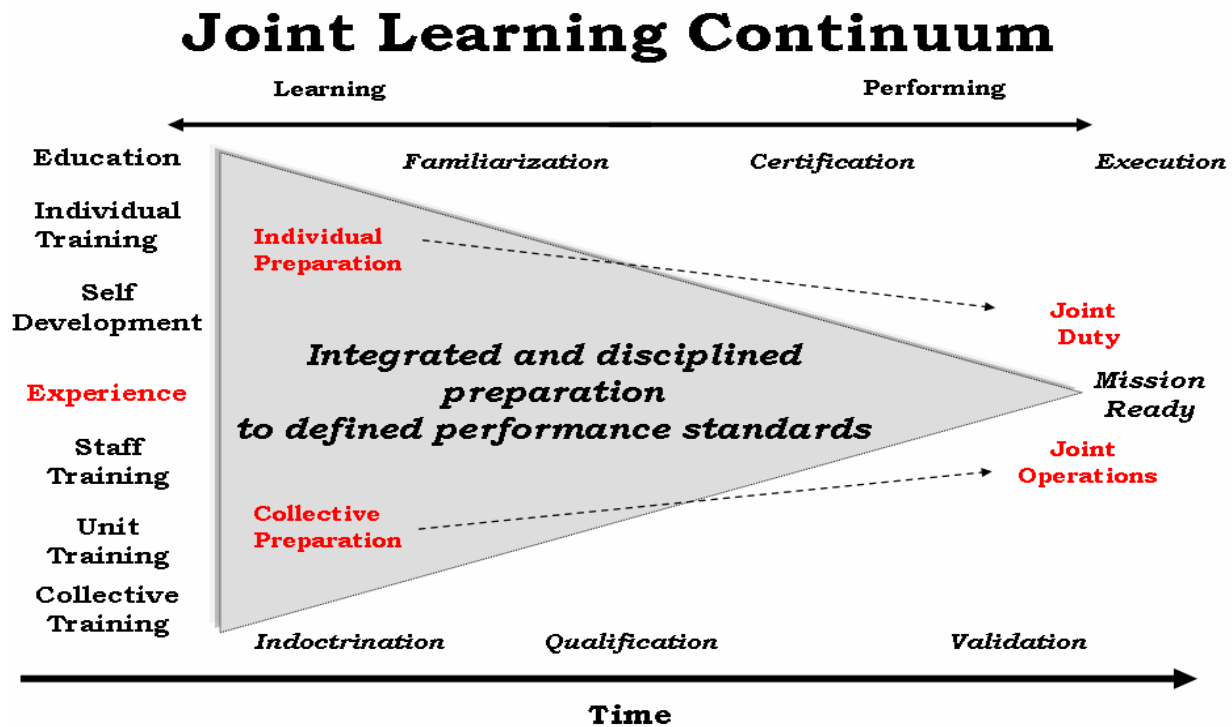 Joint Learning Continuum
Learning
Performing
Education
Familiarization
Certification
Execution
Individual
Training
Individual
Preparation
Self
Development
Joint
Duty
Integrated and disciplined
preparation
to defined performance standards
Experience
Mission
Ready
Staff
Training
Joint
Operations
Unit
Training
Collective
Preparation
Collective
Training
Indoctrination
Qualification
Validation
Time